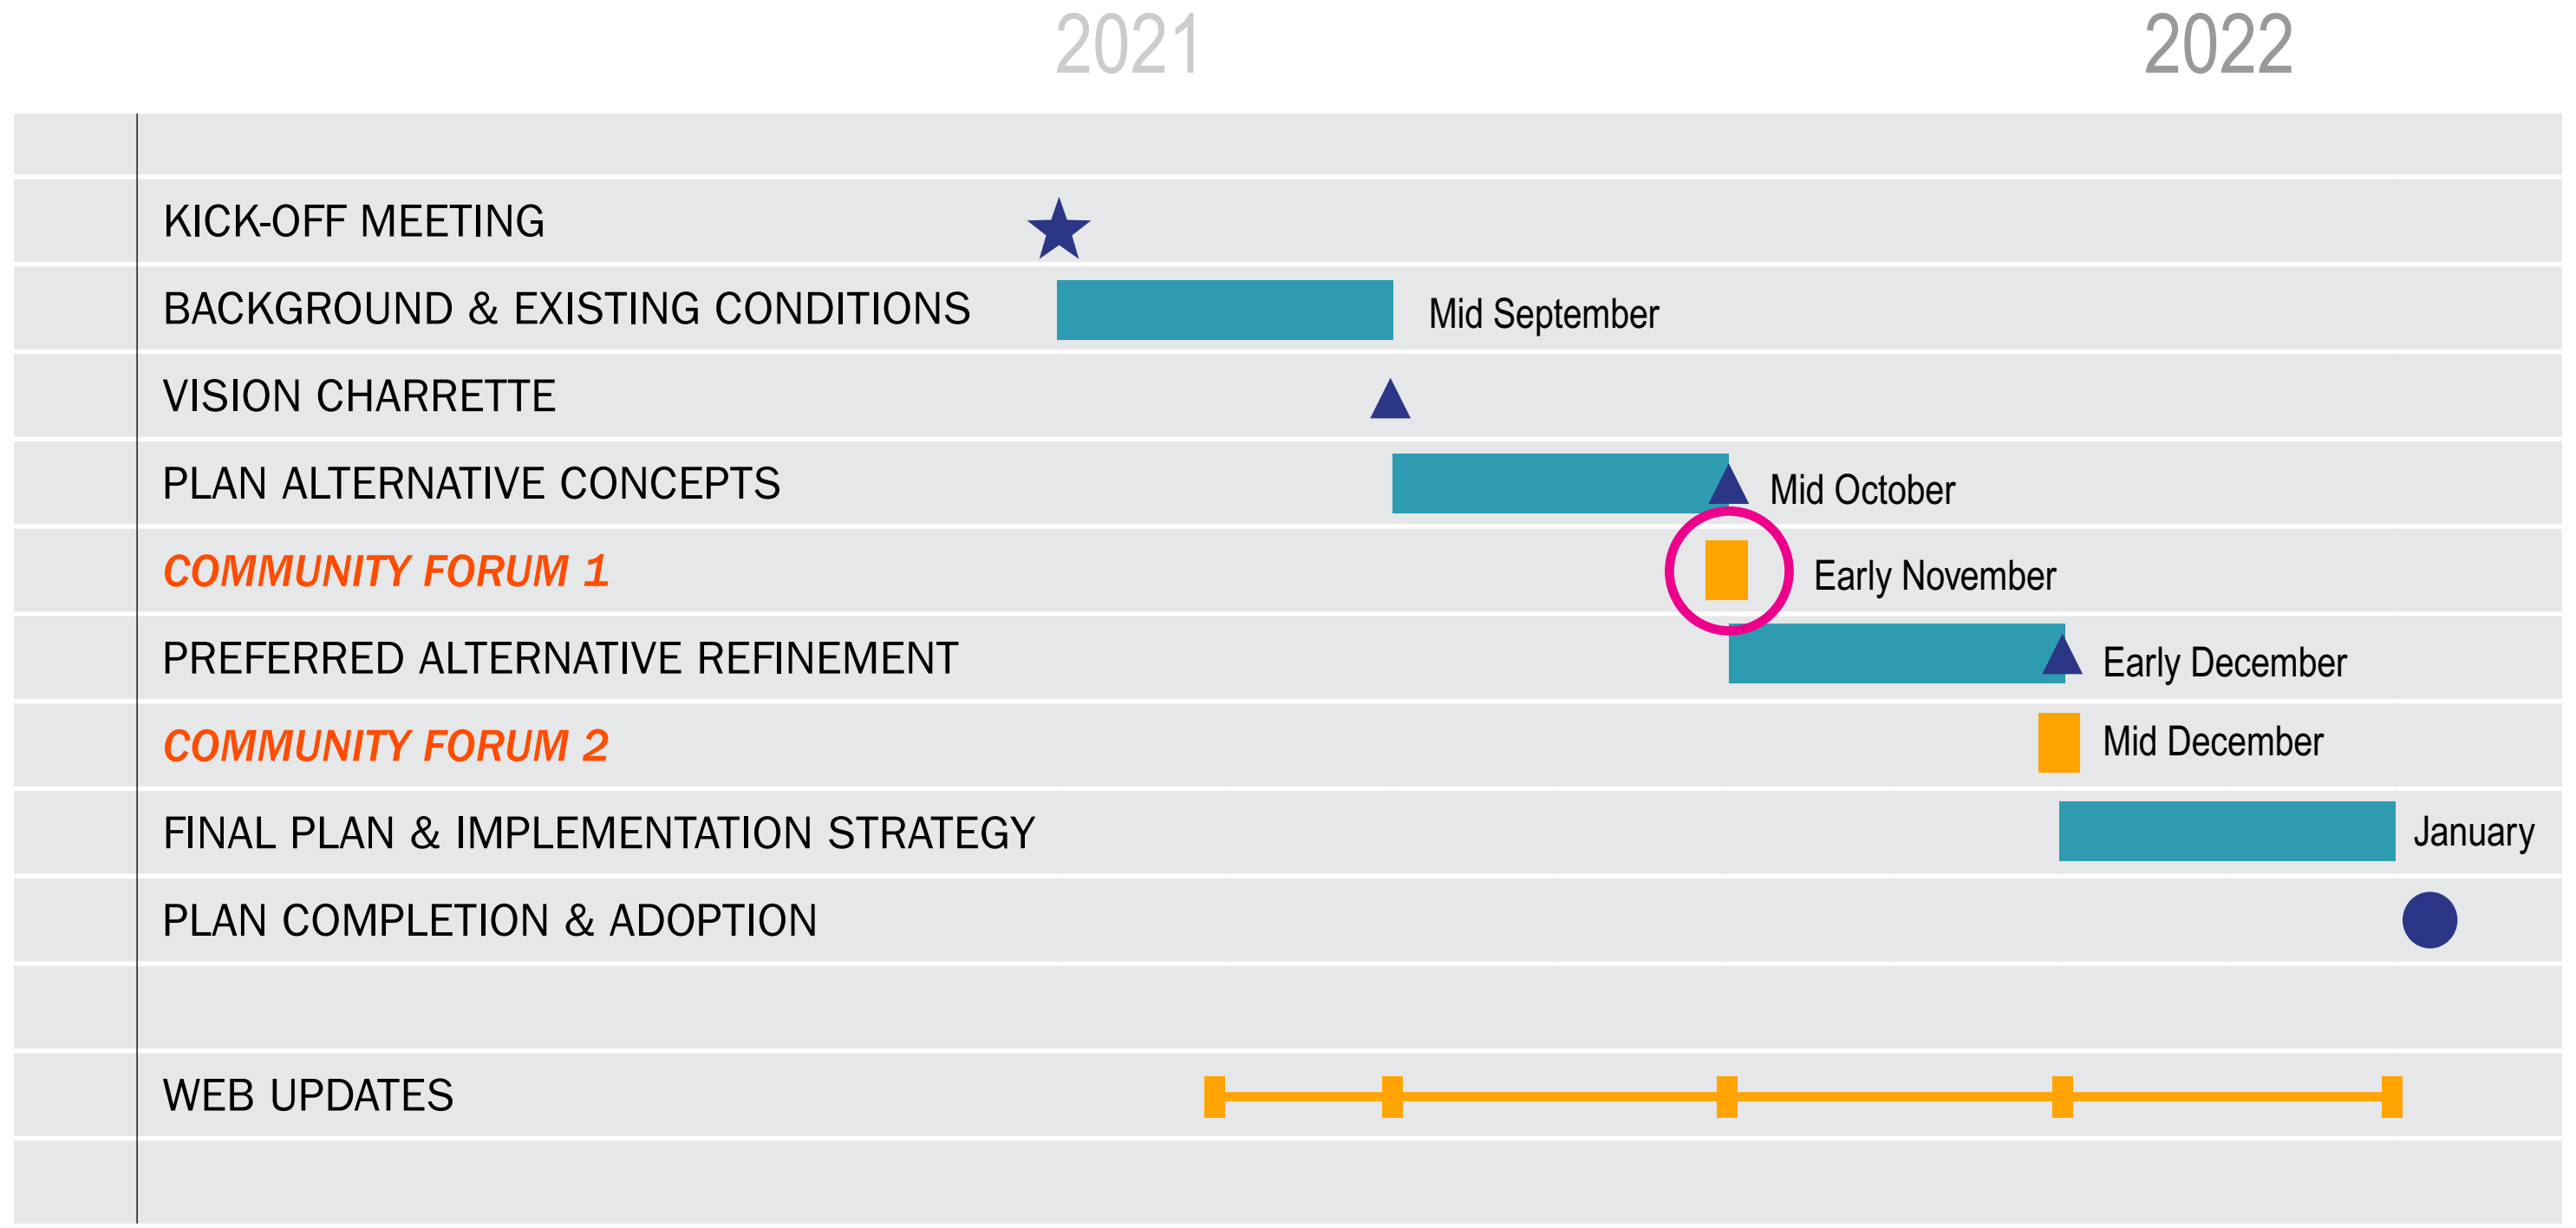 2021 2022
KICK-OFF MEETING
BACKGROUND & EXISTING CONDITIONS Mid September
VISION CHARRETTE
PLAN ALTERNATIVE CONCEPTS Mid October
COMMUNITY FORUM 1 Early November
PREFERRED ALTERNATIVE REFINEMENT Early December
COMMUNITY FORUM 2 Mid December
FINAL PLAN & IMPLEMENTATION STRATEGY January
PLAN COMPLETION & ADOPTION
WEB UPDATES